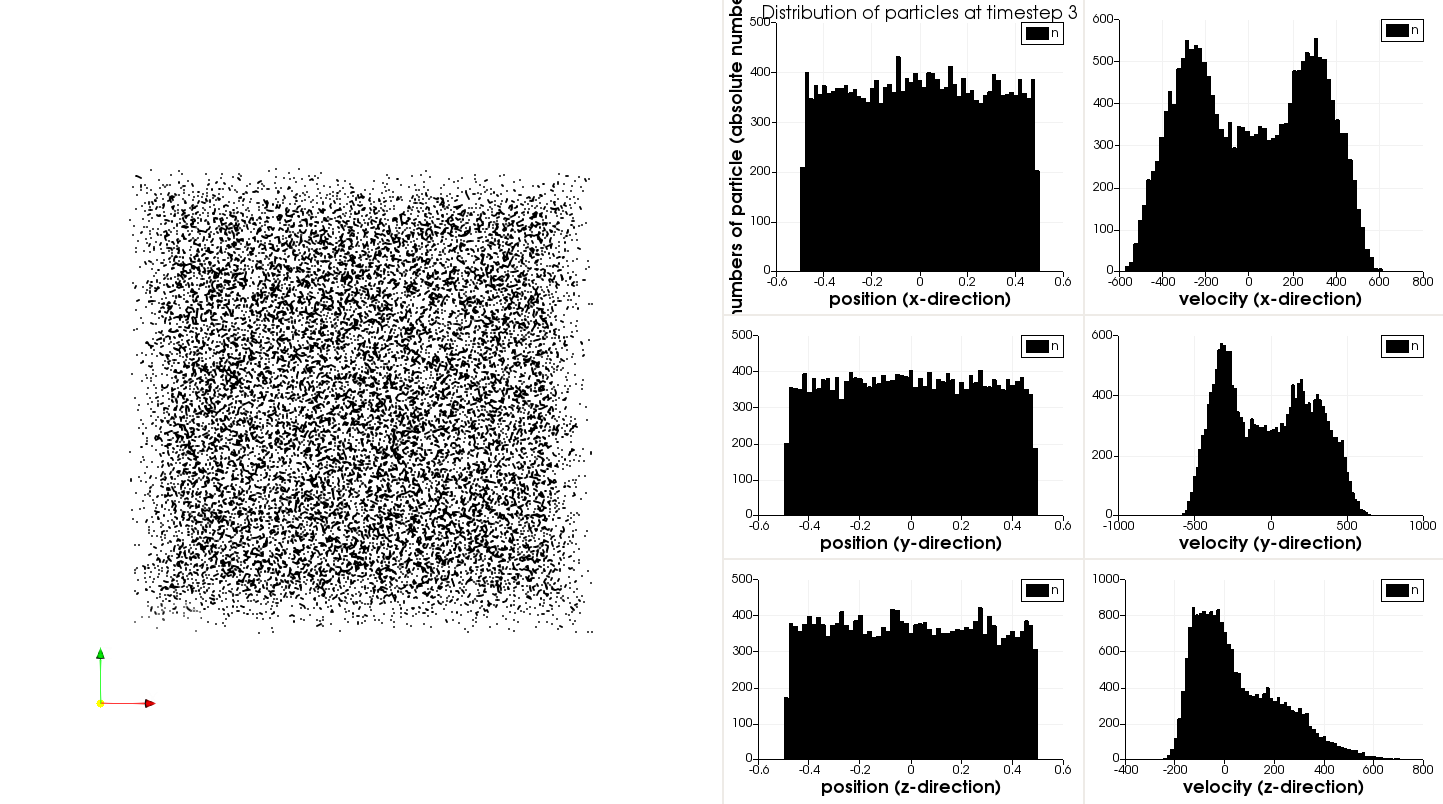 Distribution of particles at timestep 3
numbers of particle (absolute number
500
400
300
200
100
0
-0.6 -0.4 -0.2 0 0.2 0.4 0.6
position (x-direction)
n
600
500
400
300
200
100
0
-600 -400 -200 0 200 400 600 800
velocity (x-direction)
n
500
400
300
200
100
0
-0.6 -0.4 -0.2 0 0.2 0.4 0.6
position (y-direction)
n
600
400
200
0
-1000 -500 0 500 1000
velocity (y-direction)
n
500
400
300
200
100
0
-0.6 -0.4 -0.2 0 0.2 0.4 0.6
position (z-direction)
n
1000
800
600
400
200
0
-400 -200 0 200 400 600 800
velocity (z-direction)
n